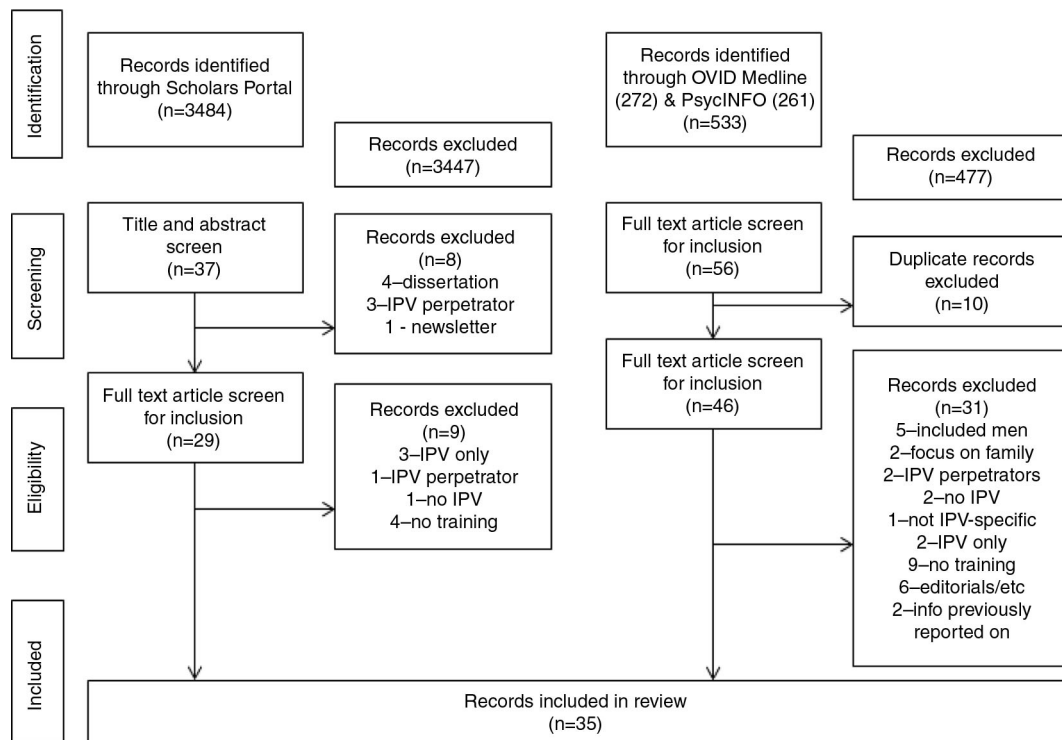 Identification
Records identified
through Scholars Portal
(n=3484)
Records excluded
(n=3447)
Records identified
through OVID Medline
(272) & PsycINFO (261)
n=533
Records excluded
(n=477)
Screening
Title and abstract
screen
(n=37)
Records excluded
(n=8)
4–dissertation
3–IPV perpetrator
1 - newsletter
Full text article screen
for inclusion
(n=56)
Duplicate records
excluded
(n=10)
Eligibility
Full text article screen
for inclusion
(n=29)
Records excluded
(n=9)
3–IPV only
1–IPV perpetrator
1–no IPV
4–no training
Full text article screen
for inclusion
(n=46)
Records excluded
(n=31)
5–included men
2–focus on family
2–IPV perpetrators
2–no IPV
1–not IPV-specific
2–IPV only
9–no training
6–editorials/etc
2–info previously
reported on
Included
Records included in review
(n=35)